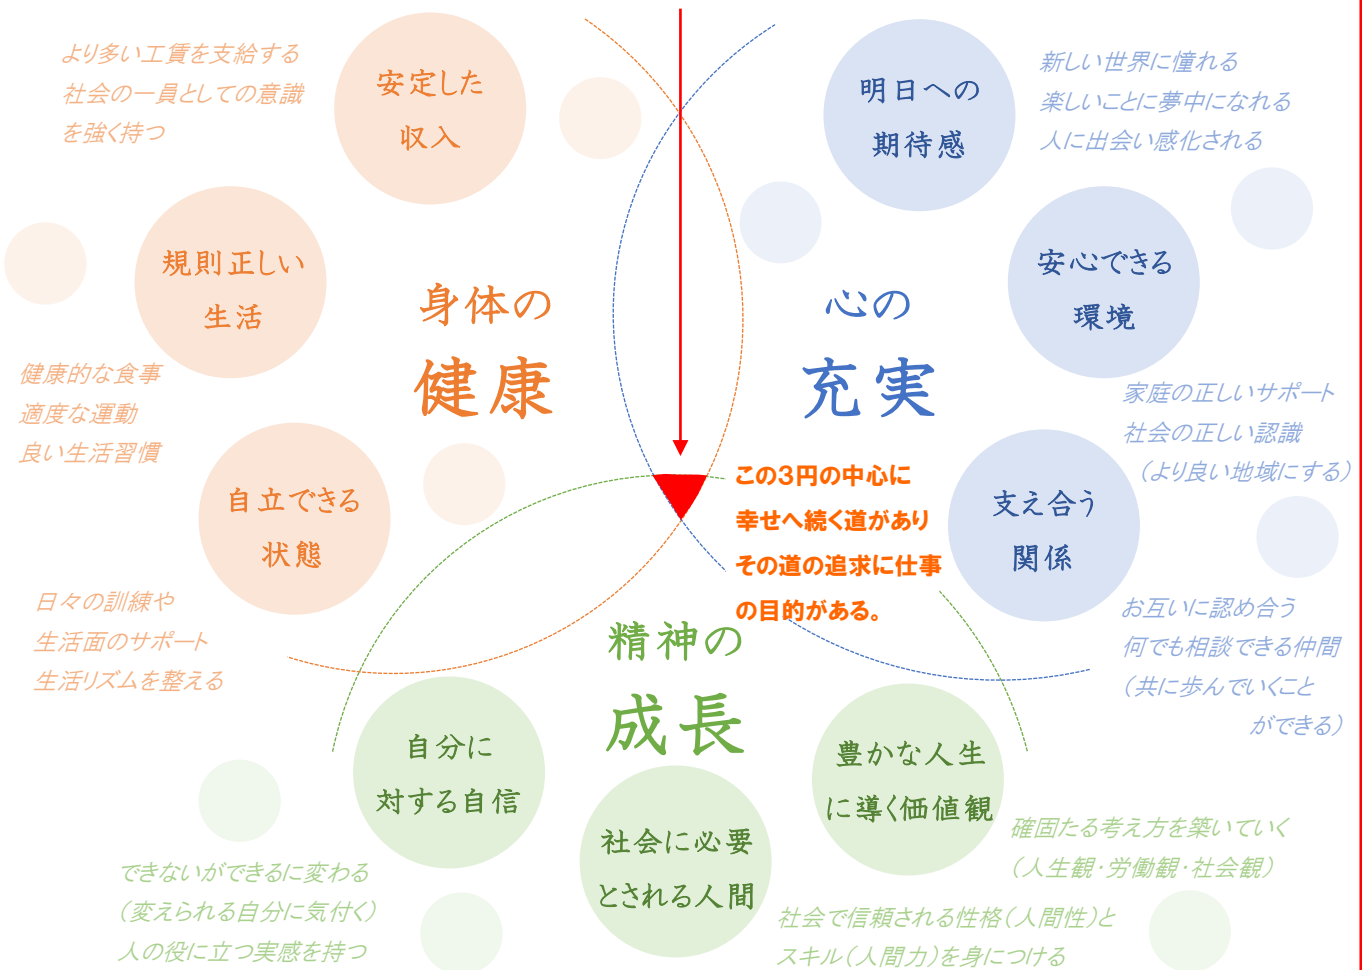 より多い工賃を支給する
社会の一員としての意識
を強く持つ
安定した
収入
規則正しい
生活
健康的な食事
適度な運動
良い生活習慣
自立できる
状態
日々の訓練や
生活面のサポート
生活リズムを整える
身体の
健康
明日への
期待感
新しい世界に憧れる
楽しいことに夢中になれる
人に出会い感化される
安心できる
環境
家庭の正しいサポート
社会の正しい認識
（より良い地域にする）
支え合う
関係
お互いに認め合う
何でも相談できる仲間
（共に歩んでいくこと
ができる）
心の
充実
この３円の中心に
幸せへ続く道があり
その道の追求に仕事
の目的がある。
精神の
成長
自分に
対する自信
できないができるに変わる
（変えられる自分に気付く）
人の役に立つ実感を持つ
社会に必要
とされる人間
社会で信頼される性格（人間性）と
スキル（人間力）を身につける
豊かな人生
に導く価値観
確固たる考え方を築いていく
（人生観・労働観・社会観）